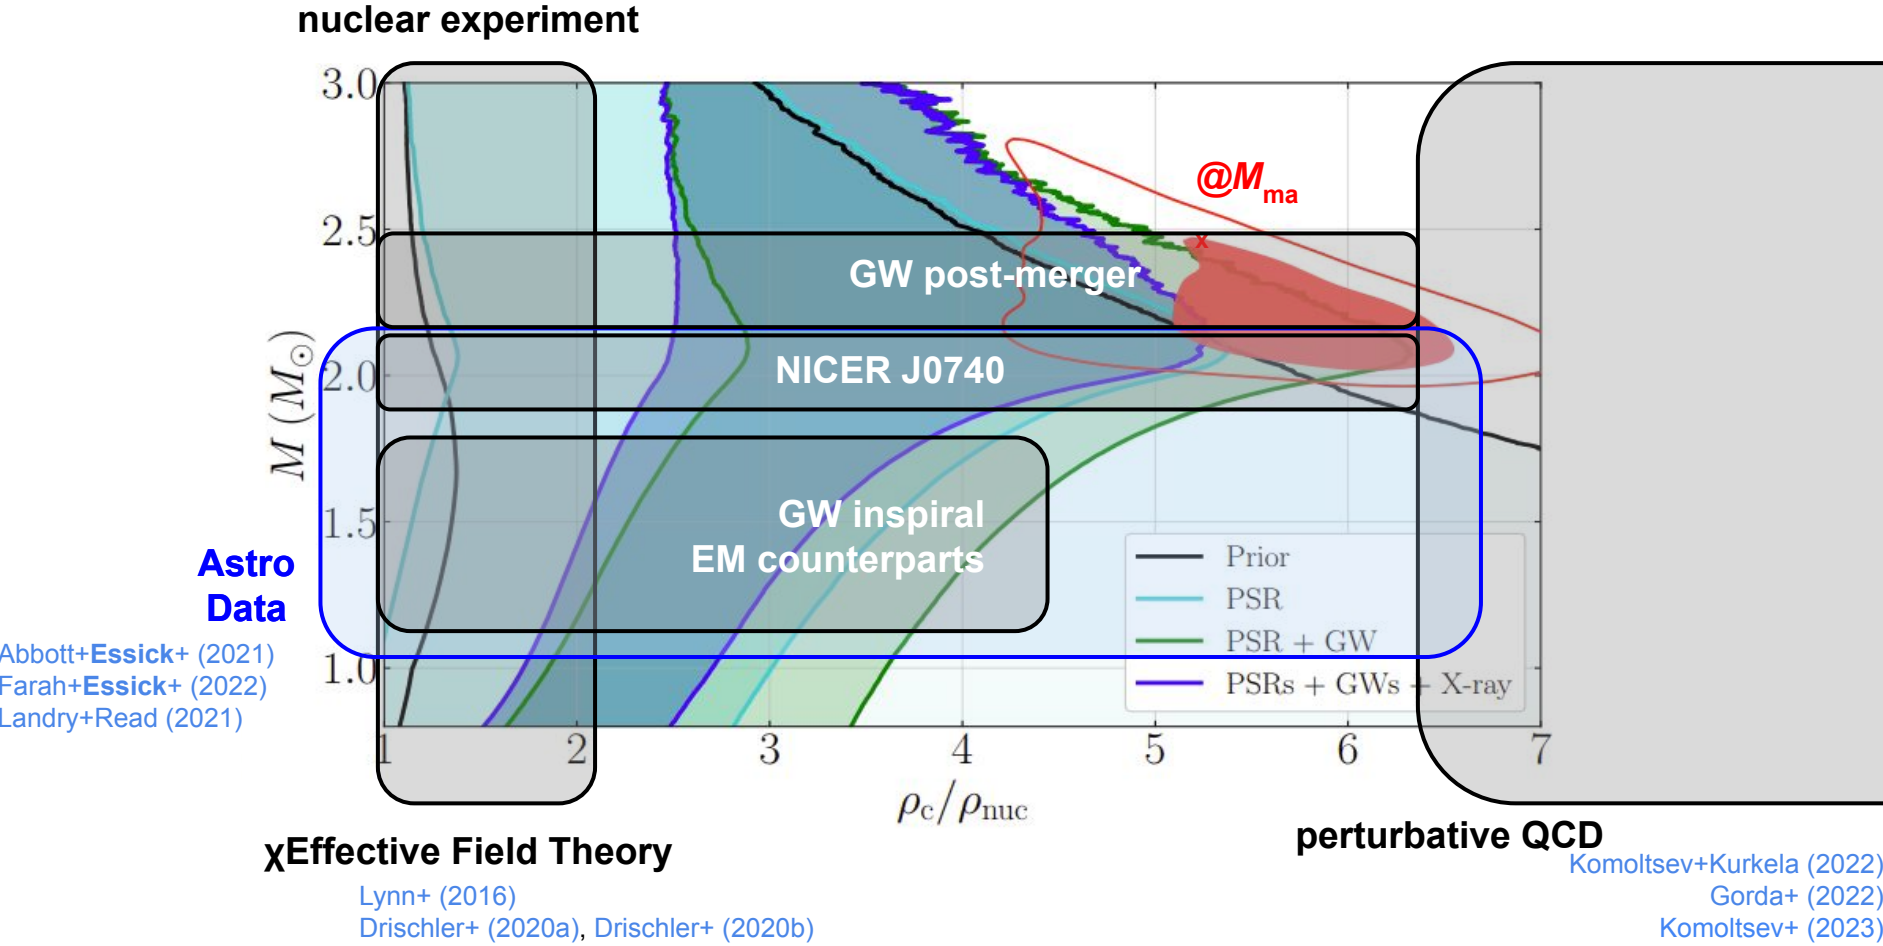 nuclear experiment
3.0
2.5
2.0
1.5
1.0
M (M☉)
@Mma
x
GW post-merger
NICER J0740
GW inspiral
EM counterparts
Prior
PSR
PSR + GW
PSRs + GWs + X-ray
Astro
Data
Abbott+Essick+ (2021)
Farah+Essick+ (2022)
Landry+Read (2021)
1 2 3 4 5 6 7
ρc/ρnuc
χEffective Field Theory
Lynn+ (2016)
Drischler+ (2020a), Drischler+ (2020b)
perturbative QCD
Komoltsev+Kurkela (2022)
Gorda+ (2022)
Komoltsev+ (2023)